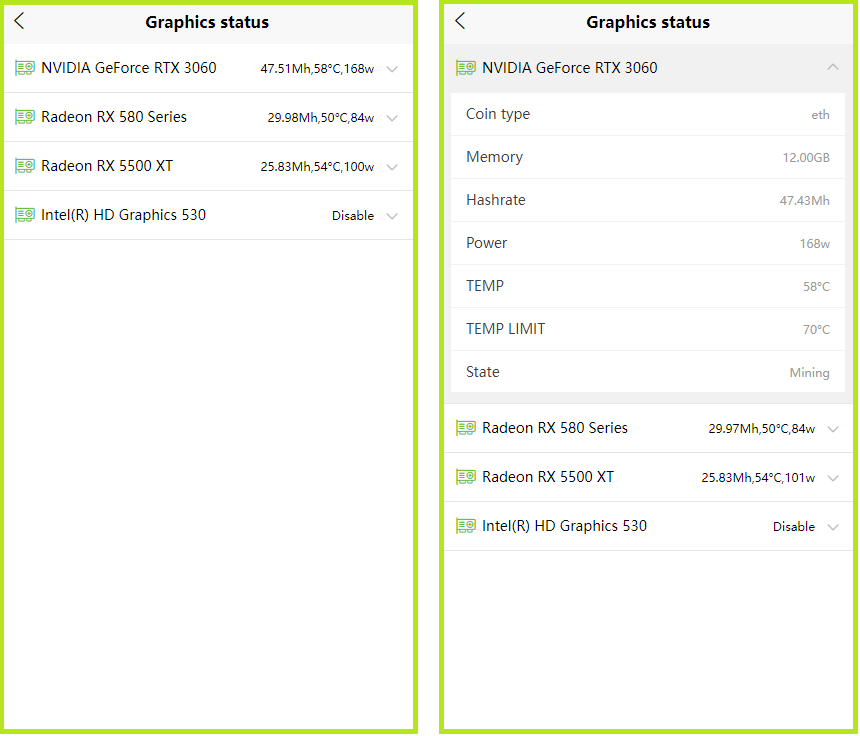 Graphics status
NVIDIA GeForce RTX 3060 47.51Mh,58°C,168w
Radeon RX 580 Series 29.98Mh,50°C,84w
Radeon RX 5500 XT 25.83Mh,54°C,100w
Intel(R) HD Graphics 530 Disable
Graphics status
NVIDIA GeForce RTX 3060
Coin type eth
Memory 12.00GB
Hashrate 47.43Mh
Power 168w
TEMP 58°C
TEMP LIMIT 70°C
State Mining
Radeon RX 580 Series 29.97Mh,50°C,84w
Radeon RX 5500 XT 25.83Mh,54°C,101w
Intel(R) HD Graphics 530 Disable